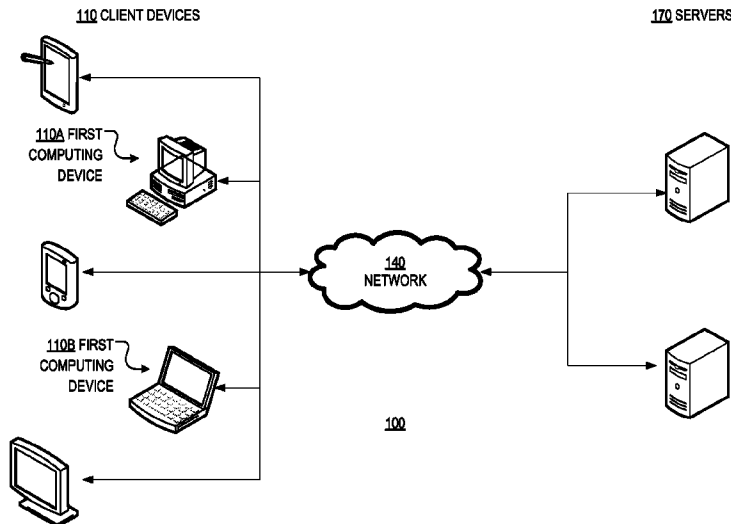 110 CLIENT DEVICES
170 SERVERS
110A FIRST
COMPUTING
DEVICE
140
NETWORK
110B FIRST
COMPUTING
DEVICE
100